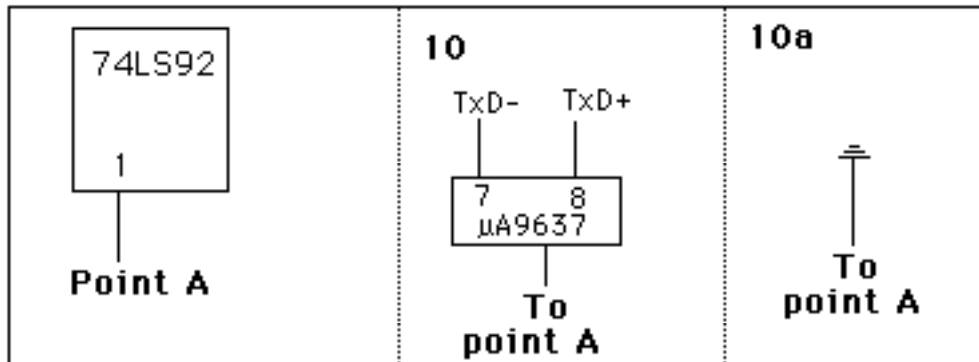 74LS92
1
Point A
10
TxD- TxD+
7 8
µA9637
To
point A
10a
To
point A